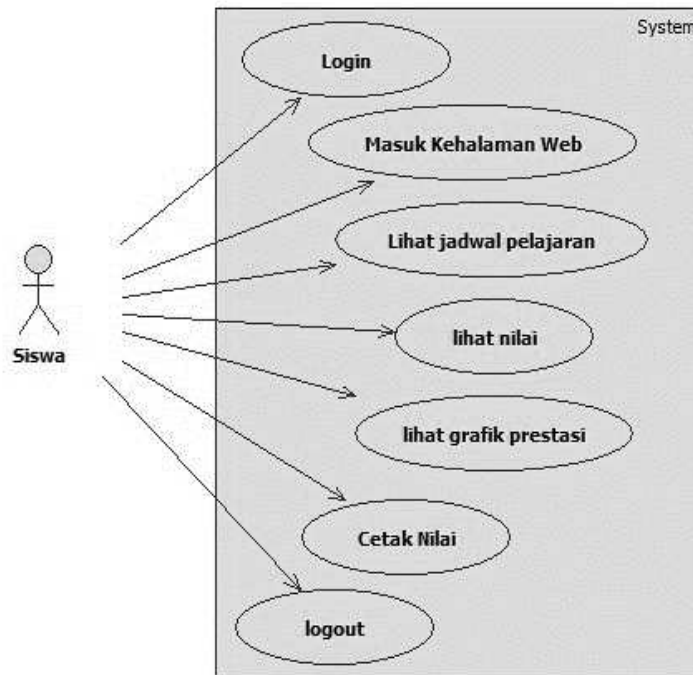 System
Login
Masuk Kehalaman Web
Lihat jadwal pelajaran
lihat nilai
Siswa
lihat grafik prestasi
Cetak Nilai
logout